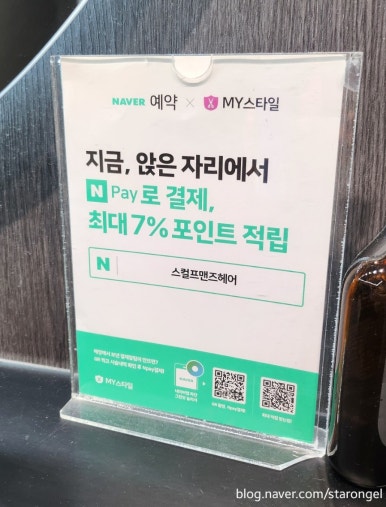 NAVER 예약 × MY스타일
지금, 앉은 자리에서
N Pay로 결제,
최대 7% 포인트 적립
N 스컬프맨즈헤어
MY스타일
blog.naver.com/starongel